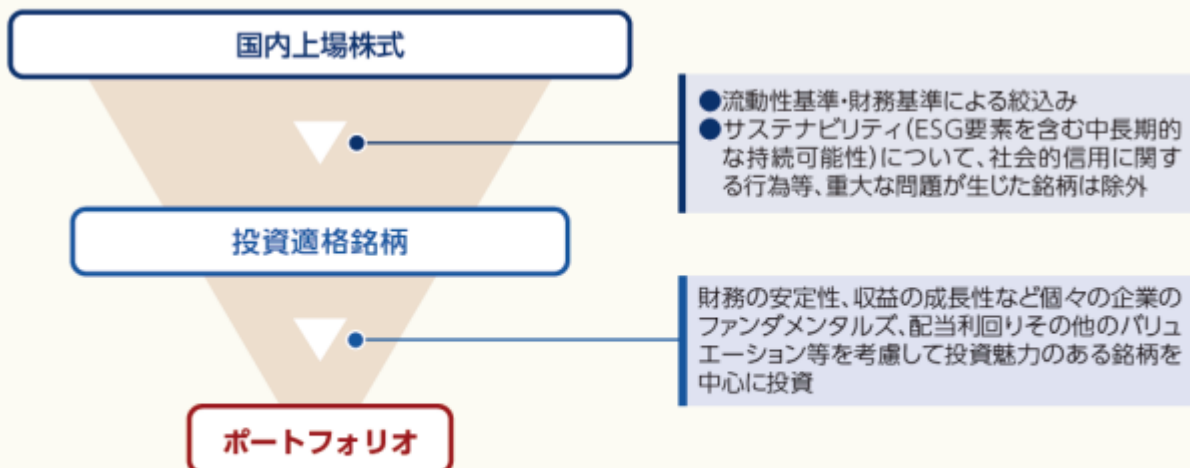 国内上場株式
●流動性基準・財務基準による絞込み
●サステナビリティ(ESG要素を含む中長期的
な持続可能性)について、社会的信用に関す
る行為等、重大な問題が生じた銘柄は除外
投資適格銘柄
財務の安定性、収益の成長性など個々の企業の
ファンダメンタルズ、配当利回りその他のバリュ
エーション等を考慮して投資魅力のある銘柄を
中心に投資
ポートフォリオ